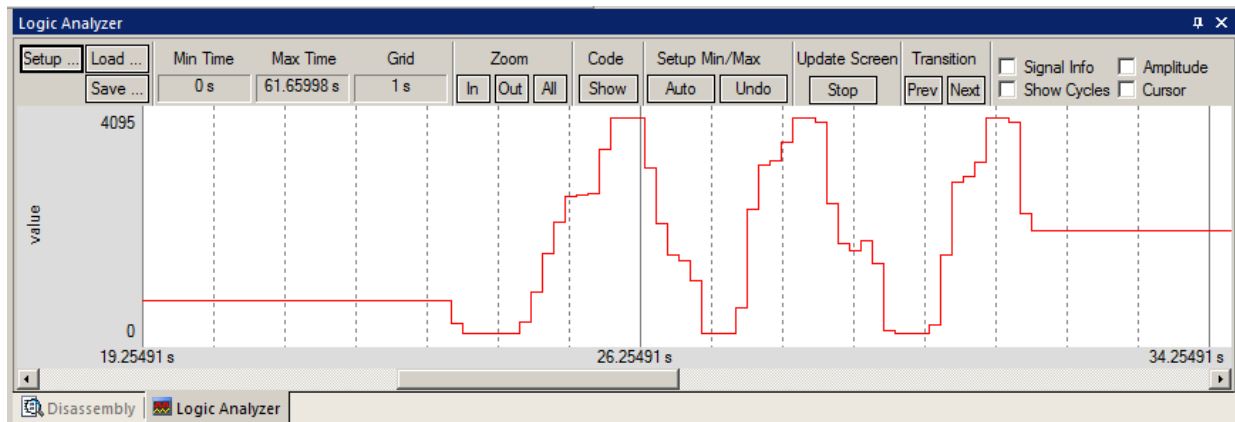 Logic Analyzer
Setup ... Load ... Min Time Max Time Grid Zoom Code Setup Min/Max Update Screen Transition Signal Info Amplitude
Save ... 0 s 61.65998 s 1 s In Out All Show Auto Undo Stop Prev Next Show Cycles Cursor
4095
value
0
19.25491 s 26.25491 s 34.25491 s
Disassembly Logic Analyzer